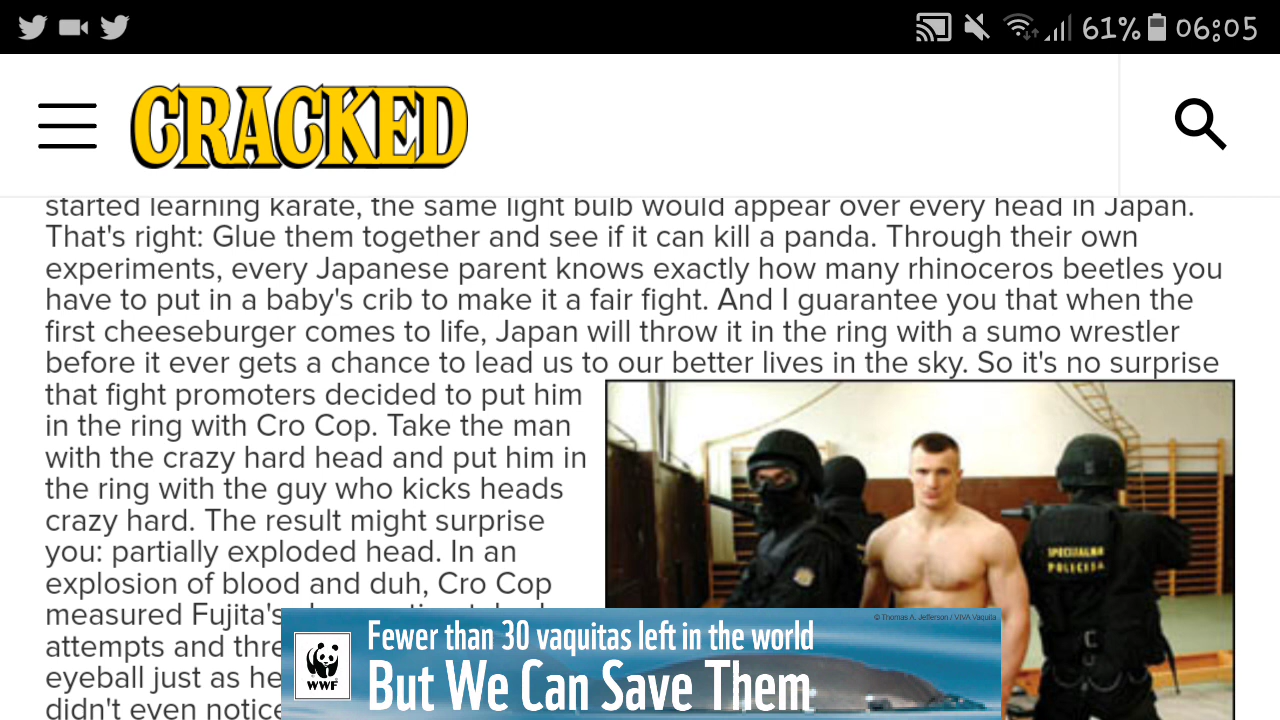 61% 06:05
CRACKED
started learning karate, the same light bulb would appear over every head in Japan.
That's right: Glue them together and see if it can kill a panda. Through their own
experiments, every Japanese parent knows exactly how many rhinoceros beetles you
have to put in a baby's crib to make it a fair fight. And I guarantee you that when the
first cheeseburger comes to life, Japan will throw it in the ring with a sumo wrestler
before it ever gets a chance to lead us to our better lives in the sky. So it's no surprise
that fight promoters decided to put him
in the ring with Cro Cop. Take the man
with the crazy hard head and put him in
the ring with the guy who kicks heads
crazy hard. The result might surprise
you: partially exploded head. In an
explosion of blood and duh, Cro Cop
measured Fujita's
attempts and thre
eyeball just as he
didn't even notice
SPECIJALNA
POLICIJA
© Thomas A. Jefferson / VIVA Vaquita
WWF
Fewer than 30 vaquitas left in the world
But We Can Save Them